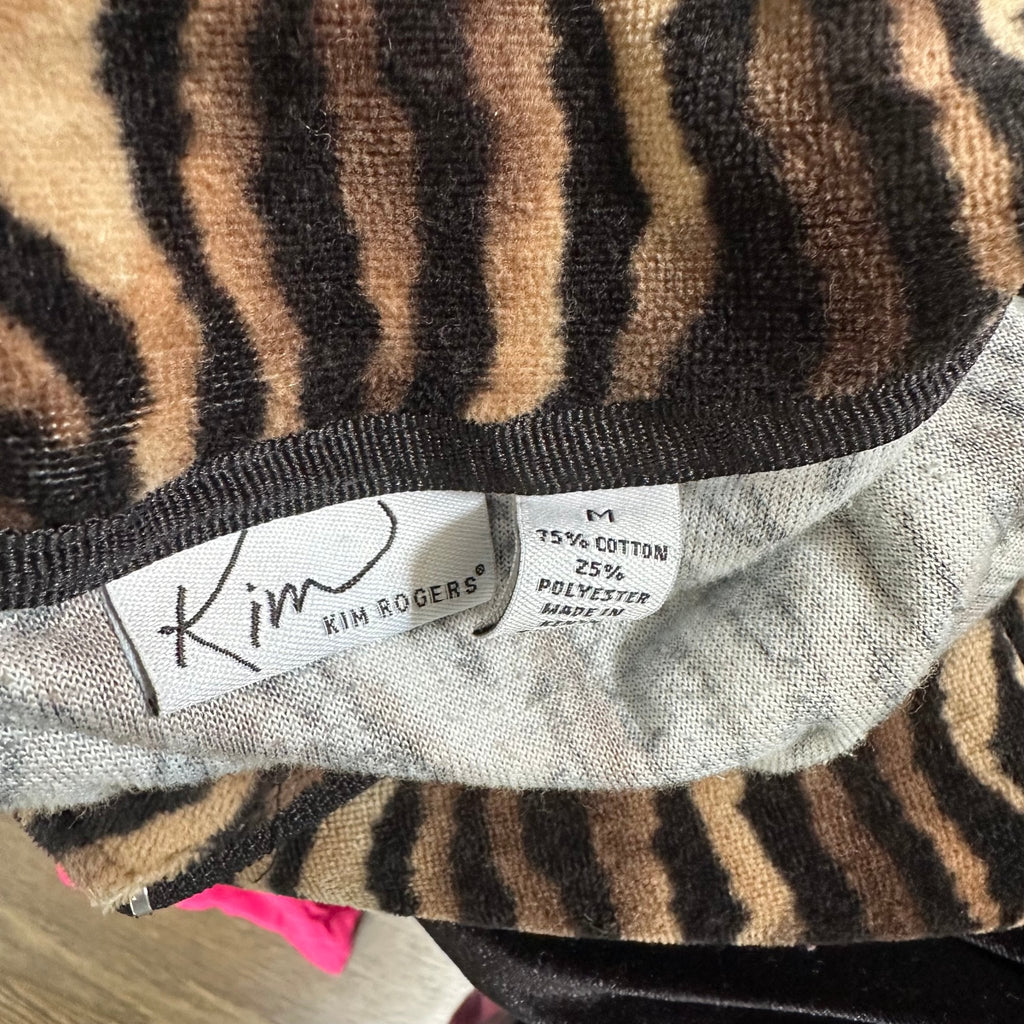 Kim
KIM ROGERS®
M
75% COTTON
25%
POLYESTER
MADE IN